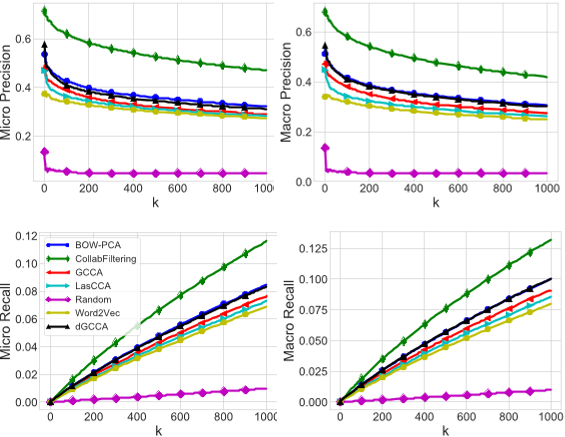 Micro Precision
0.6
0.4
0.2
0 200 400 600 800 1000
k
Macro Precision
0.6
0.4
0.2
0.0
0 200 400 600 800 1000
k
Micro Recall
0.12
0.10
0.08
0.06
0.04
0.02
0.00
BOW-PCA
CollabFiltering
GCCA
LasCCA
Random
Word2Vec
dGCCA
0 200 400 600 800 1000
k
Macro Recall
0.125
0.100
0.075
0.050
0.025
0.000
0 200 400 600 800 1000
k